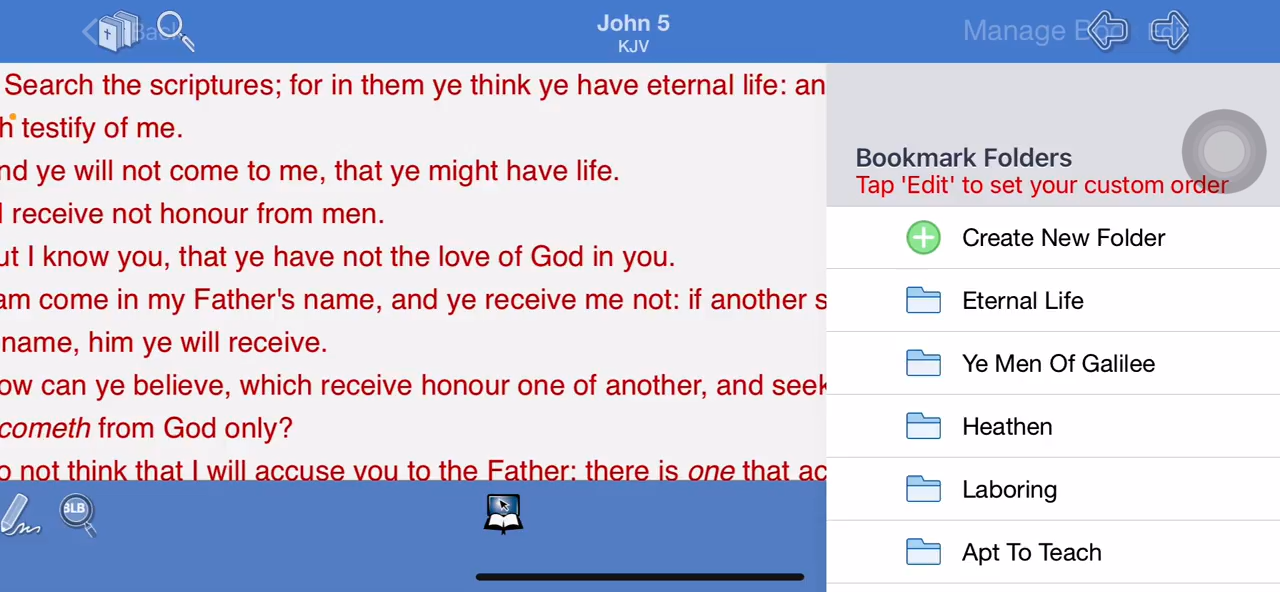 Back
John 5
KJV
Manage Boo
Edit
Search the scriptures; for in them ye think ye have eternal life: an
h testify of me.
nd ye will not come to me, that ye might have life.
I receive not honour from men.
ut I know you, that ye have not the love of God in you.
am come in my Father's name, and ye receive me not: if another s
name, him ye will receive.
ow can ye believe, which receive honour one of another, and seek
cometh from God only?
o not think that I will accuse you to the Father: there is one that ac
BLB
Bookmark Folders
Tap 'Edit' to set your custom order
Create New Folder
Eternal Life
Ye Men Of Galilee
Heathen
Laboring
Apt To Teach